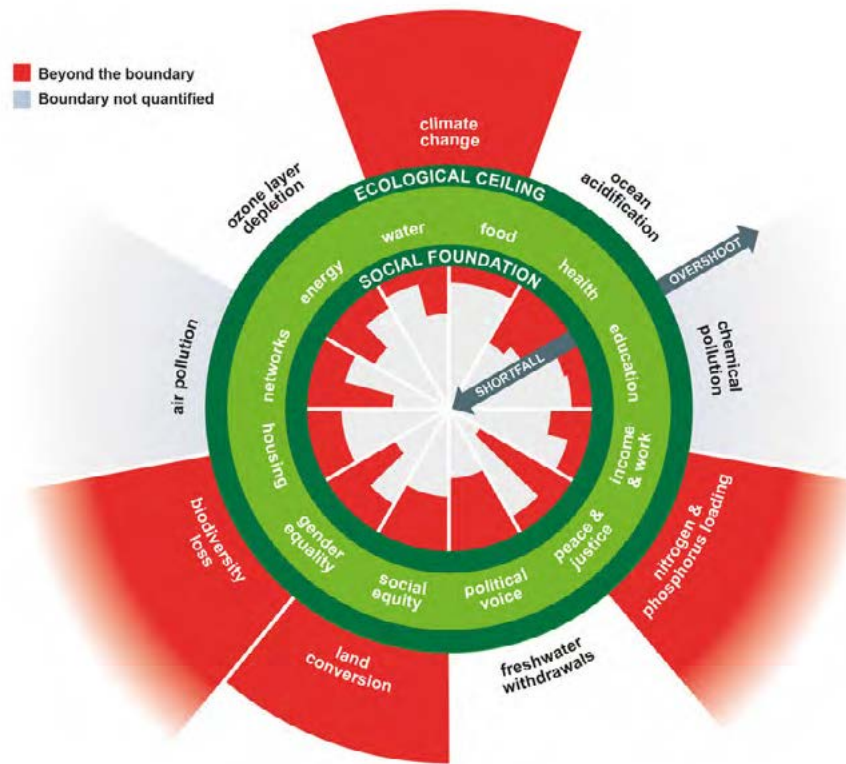 Beyond the boundary
Boundary not quantified
climate
change
ozone layer
depletion
ocean
acidification
ECOLOGICAL CEILING
water
food
energy
SOCIAL FOUNDATION
health
OVERSHOOT
air pollution
networks
SHORTFALL
education
chemical
pollution
housing
income
& work
biodiversity
loss
gender
equality
social
equity
political
voice
peace &
justice
nitrogen &
phosphorus loading
land
conversion
freshwater
withdrawals